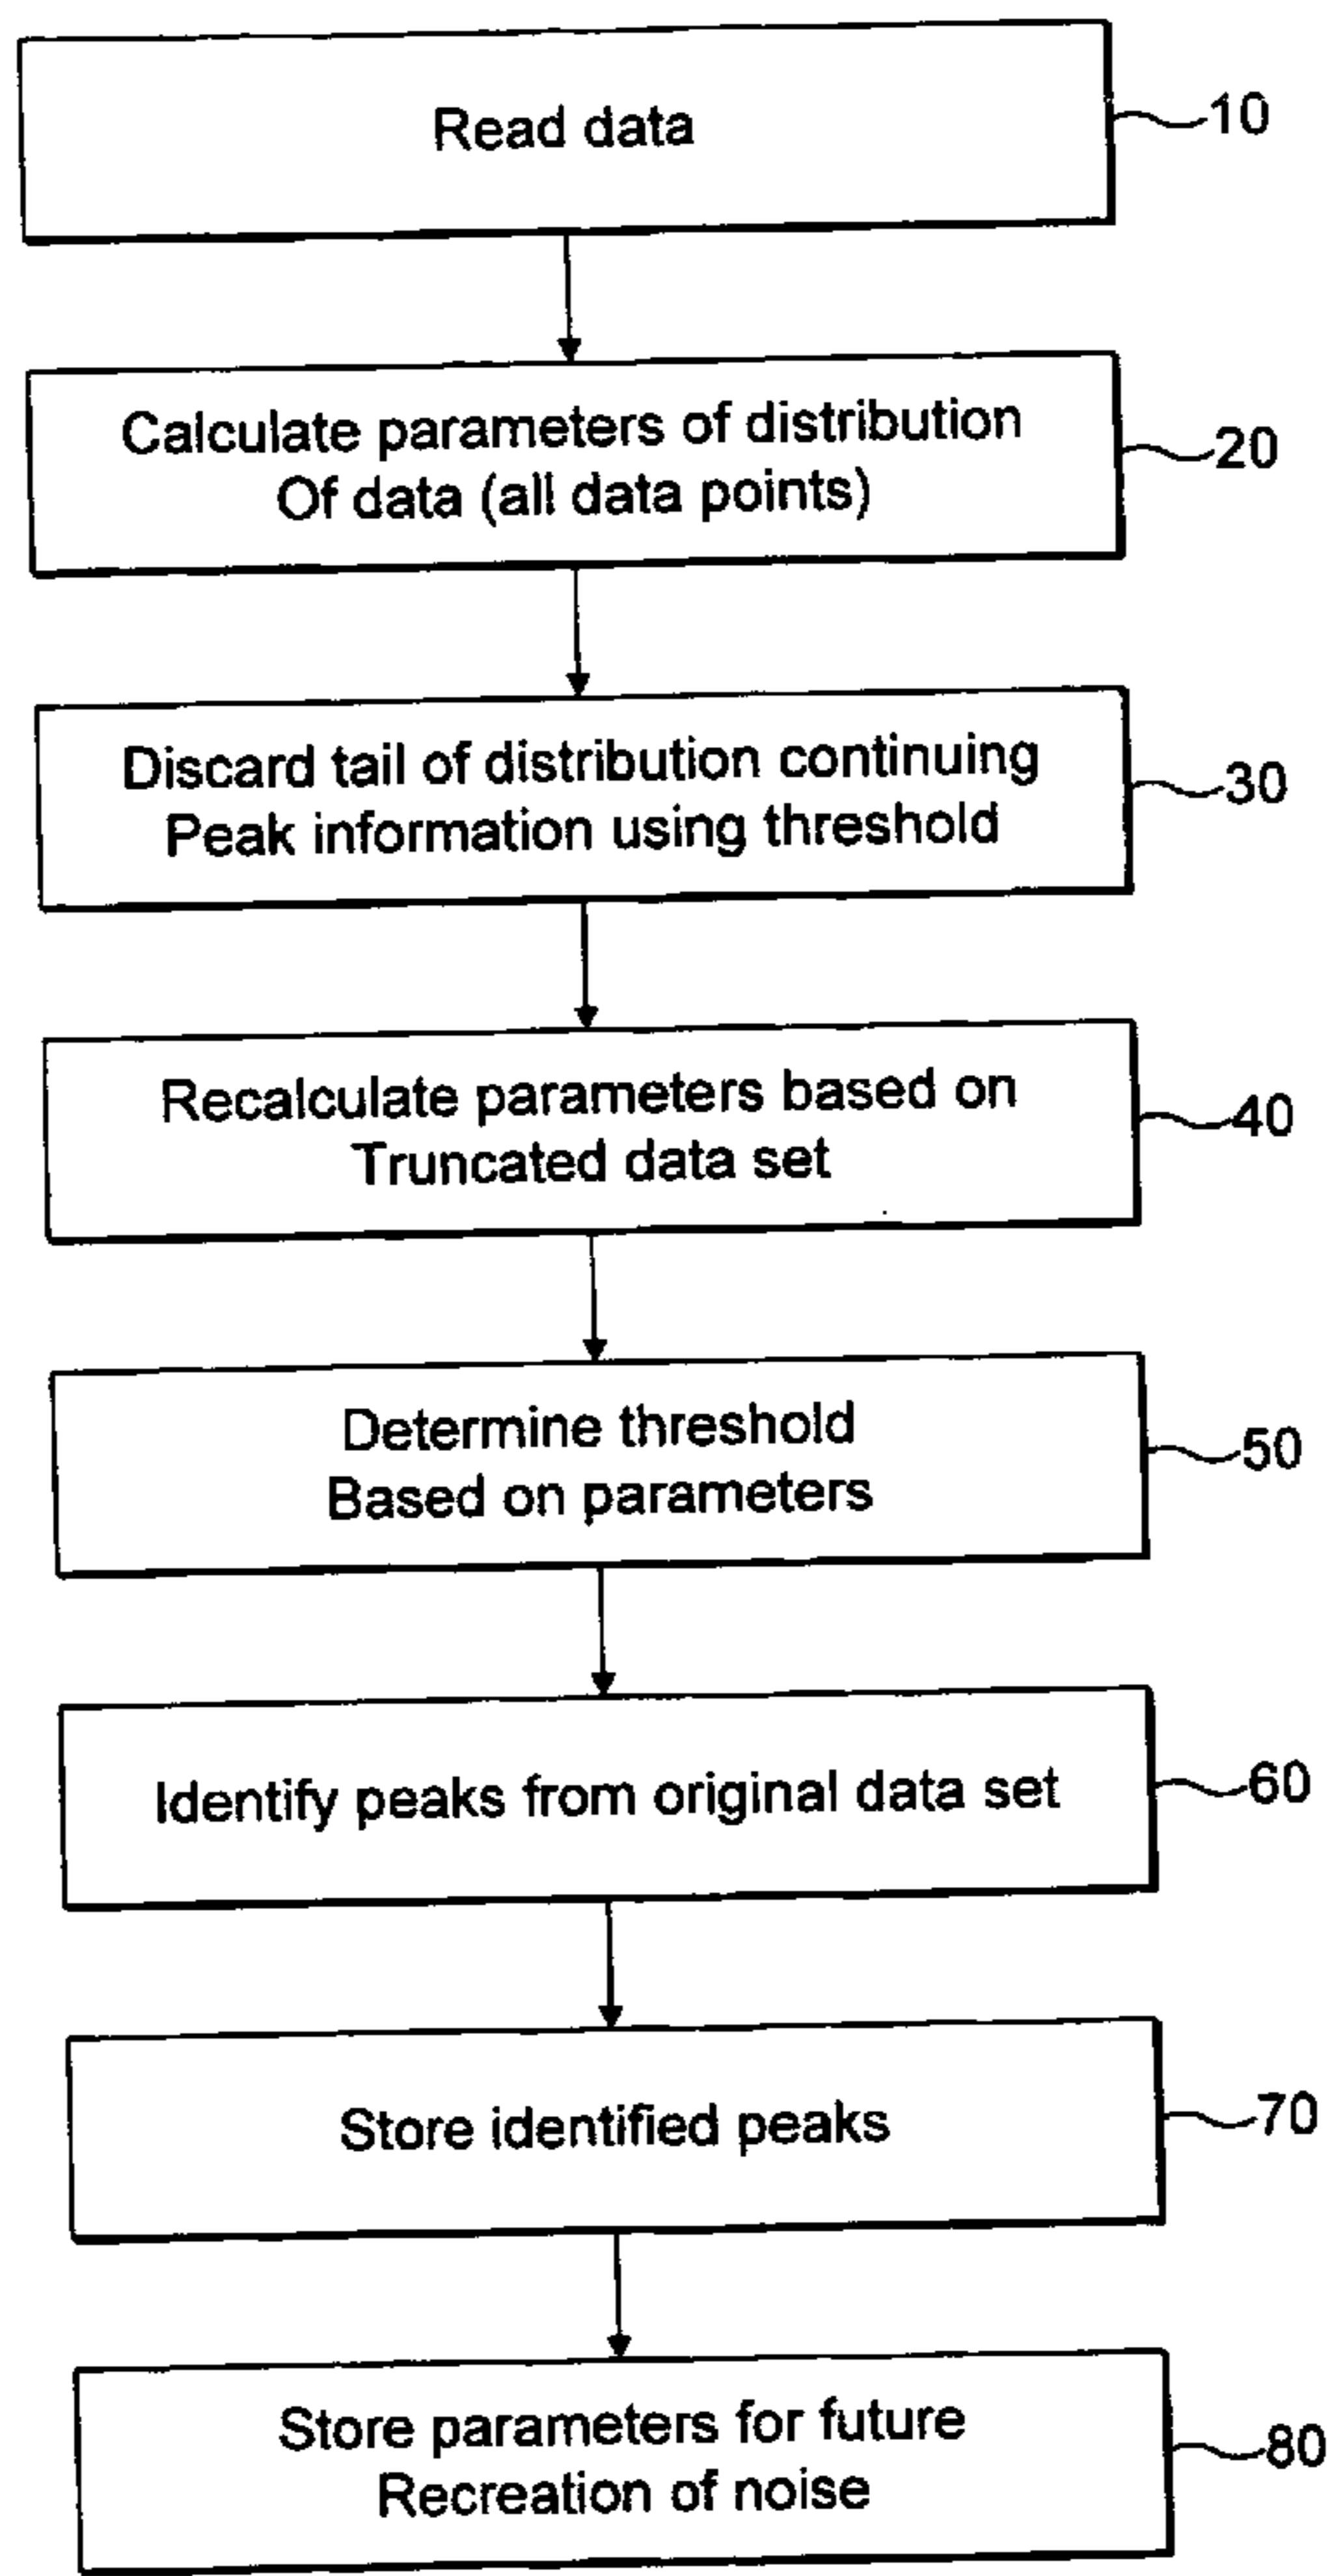 Read data
10
Calculate parameters of distribution
Of data (all data points)
20
Discard tail of distribution continuing
Peak information using threshold
30
Recalculate parameters based on
Truncated data set
40
Determine threshold
Based on parameters
50
Identify peaks from original data set
60
Store identified peaks
70
Store parameters for future
Recreation of noise
80